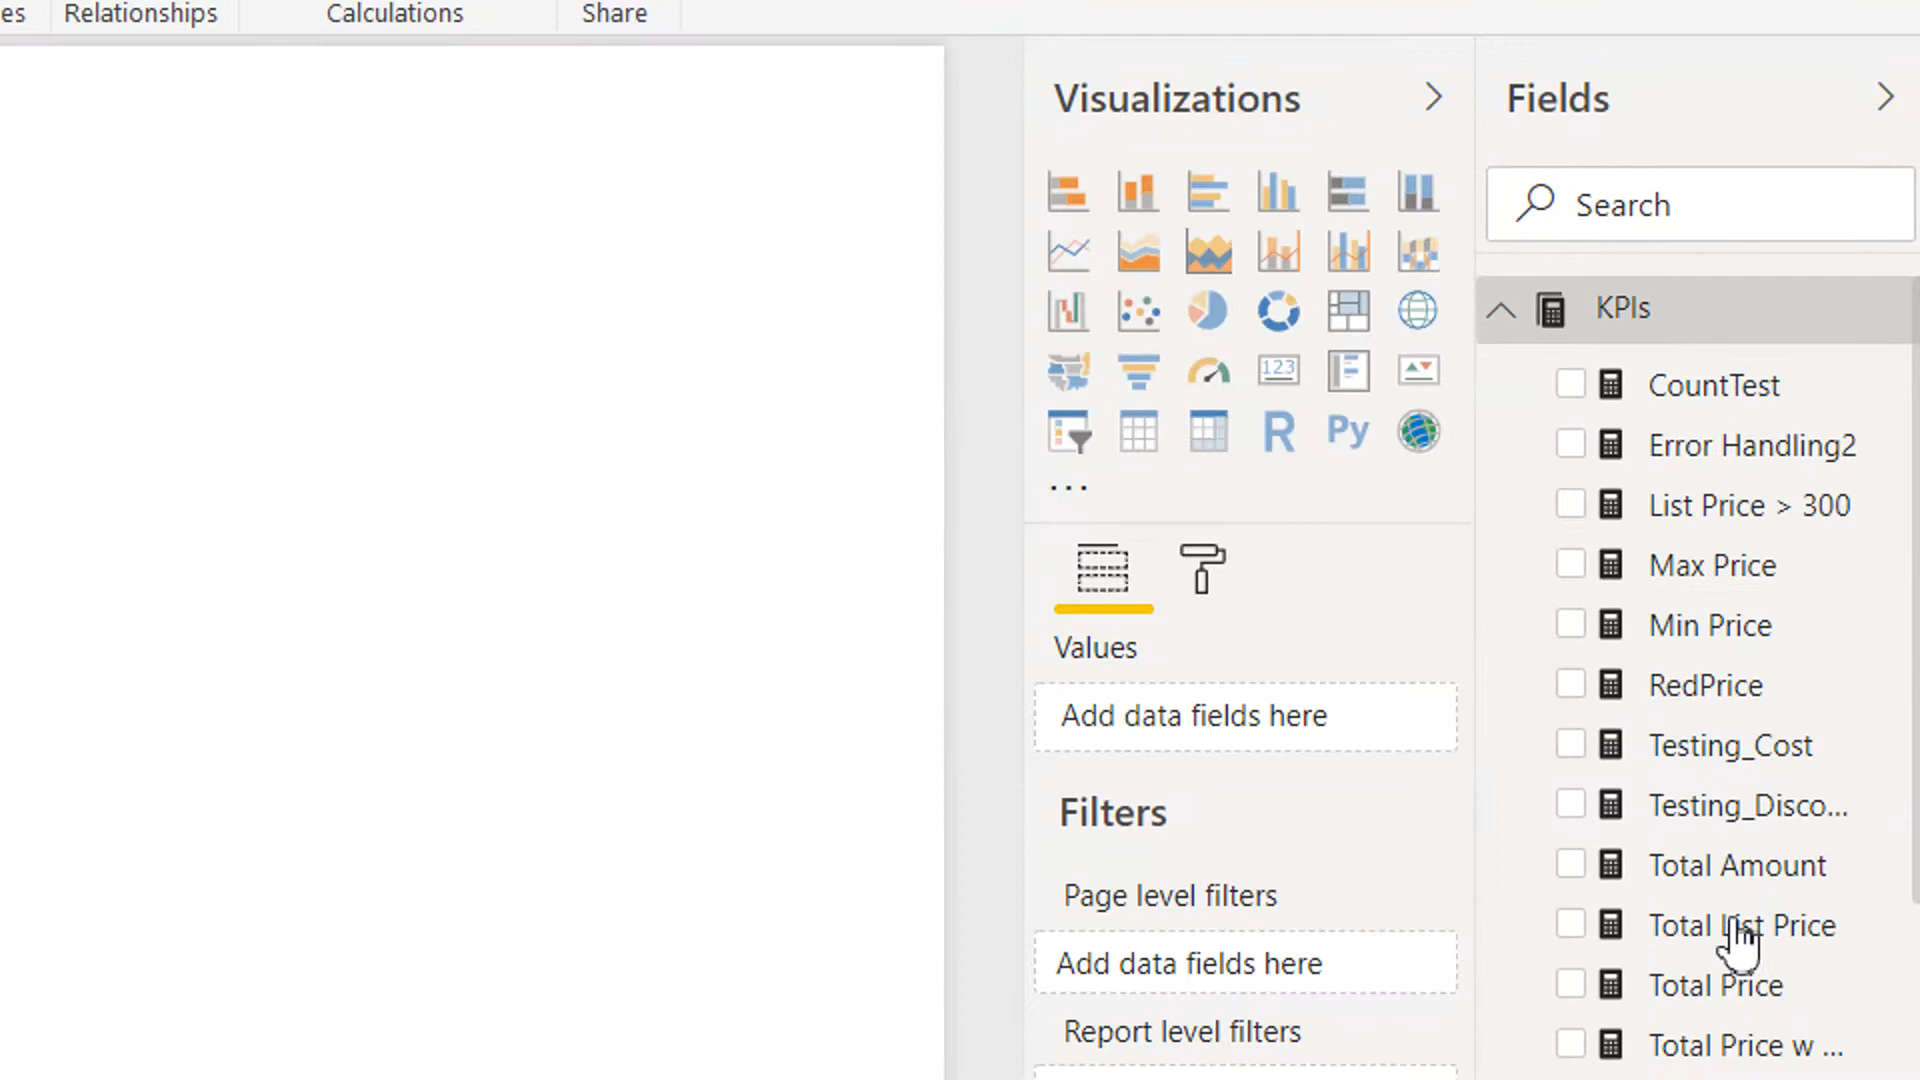 es
Relationships
Calculations
Share
Visualizations
Fields
Search
KPIs
CountTest
Error Handling2
List Price > 300
Max Price
Min Price
RedPrice
Testing_Cost
Testing_Disco...
Total Amount
Total List Price
Total Price
Total Price w ...
123
R
Py
...
Values
Add data fields here
Filters
Page level filters
Add data fields here
Report level filters